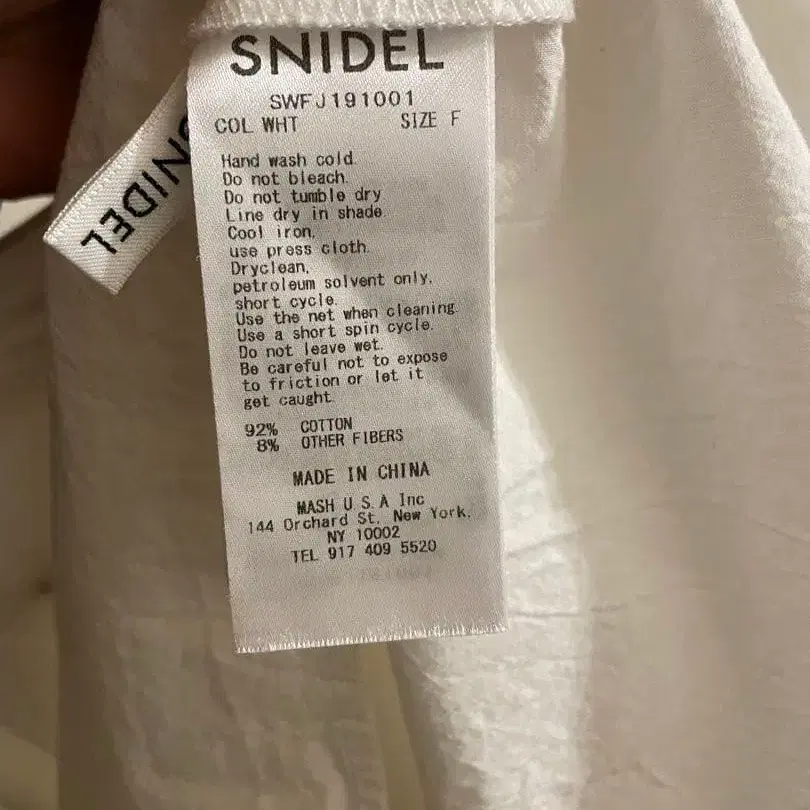 SNIDEL
SWFJ191001
COL WHT SIZE F
Hand wash cold.
Do not bleach.
Do not tumble dry
Line dry in shade.
Cool iron,
use press cloth.
Dryclean,
petroleum solvent only,
short cycle.
Use the net when cleaning.
Use a short spin cycle.
Do not leave wet.
Be careful not to expose
to friction or let it
get caught.
92% COTTON
8% OTHER FIBERS
MADE IN CHINA
MASH U.S.A Inc
144 Orchard St. New York,
NY 10002
TEL 917 409 5520
SNIDEL